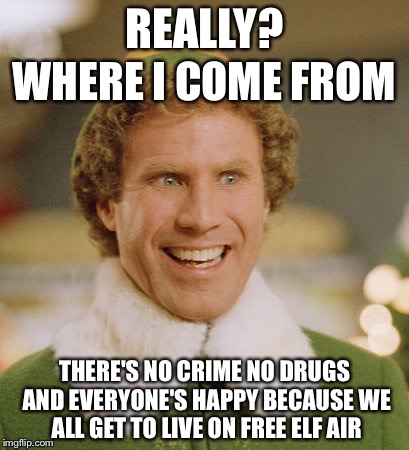 REALLY?
WHERE I COME FROM
THERE'S NO CRIME NO DRUGS
AND EVERYONE'S HAPPY BECAUSE WE
ALL GET TO LIVE ON FREE ELF AIR
imgflip.com